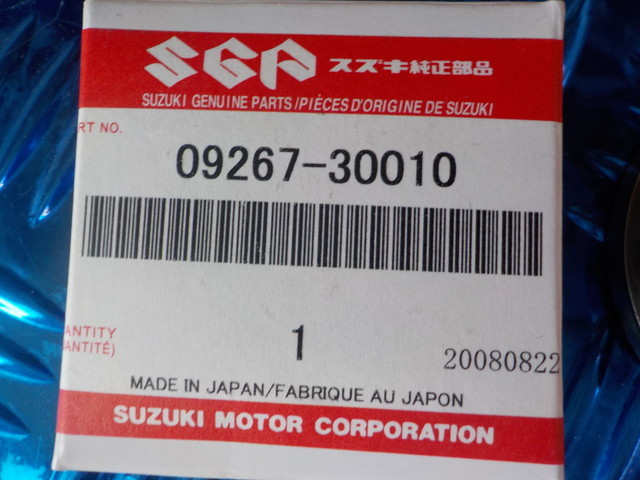 SGP スズキ純正部品
SUZUKI GENUINE PARTS/PIÈCES D'ORIGINE DE SUZUKI
RT NO.
09267-30010
ANTITY
ANTITÉ)
1
20080822
MADE IN JAPAN/FABRIQUE AU JAPON
SUZUKI MOTOR CORPORATION